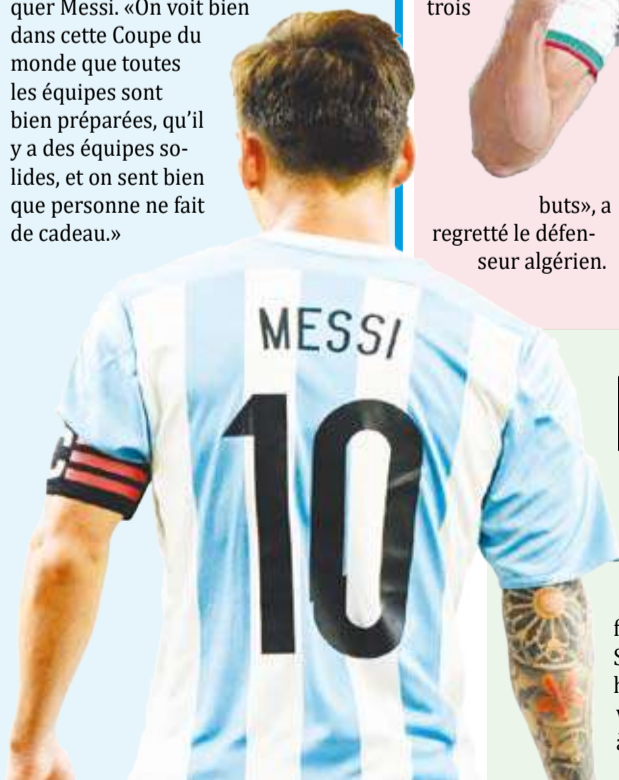 quer Messi. «On voit bien
dans cette Coupe du
monde que toutes
les équipes sont
bien préparées, qu'il
y a des équipes so-
lides, et on sent bien
que personne ne fait
de cadeau.»
trois
buts», a
regretté le défen-
seur algérien.
MESSI
10